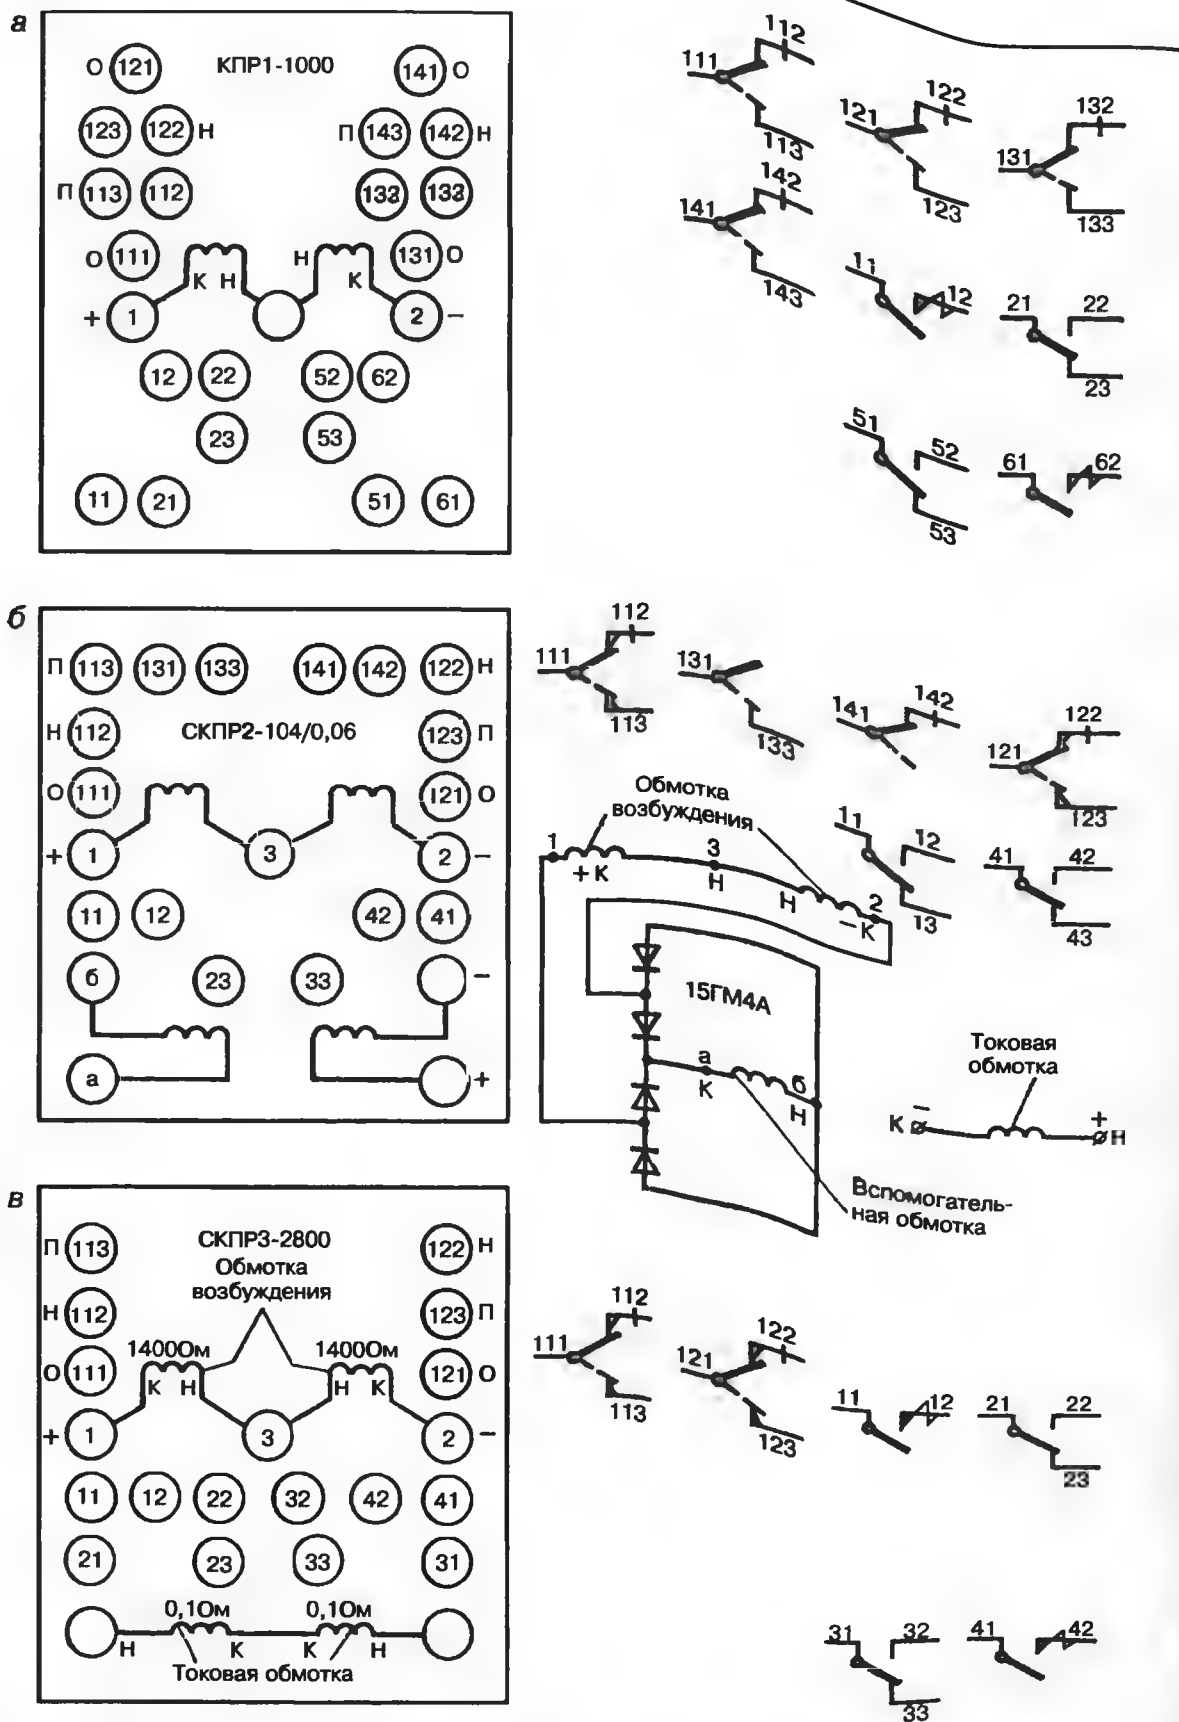 а
О 121 КПР1-1000 141 О
123 122 Н П 143 142 Н
П 113 112 133 132
О 111 131 О
К Н Н К
+ 1 2 −
12 22 52 62
23 53
11 21 51 61
111 112 113
121 122 123
131 132 133
141 142 143
11 12
21 22 23
51 52 53
61 62
б
П 113 131 133 141 142 122 Н
Н 112 СКПР2-104/0,06 123 П
О 111 121 О
+ 1 3 2 −
11 12 42 41
б 23 33 −
а +
111 112 113
131 133
141 142
121 122 123
Обмотка
возбуждения
1 + К 3 Н Н 2 − К
11 12 13
41 42 43
15ГМ4А
а К б Н
Токовая
обмотка
К − + Н
Вспомогатель-
ная обмотка
в
П 113 СКПР3-2800 122 Н
Обмотка
возбуждения
Н 112 123 П
1400Ом 1400Ом
О 111 К Н Н К 121 О
+ 1 3 2 −
11 12 22 32 42 41
21 23 33 31
0,1Ом 0,1Ом
Н К К Н
Токовая обмотка
111 112 113
121 122 123
11 12
21 22 23
31 32 33
41 42